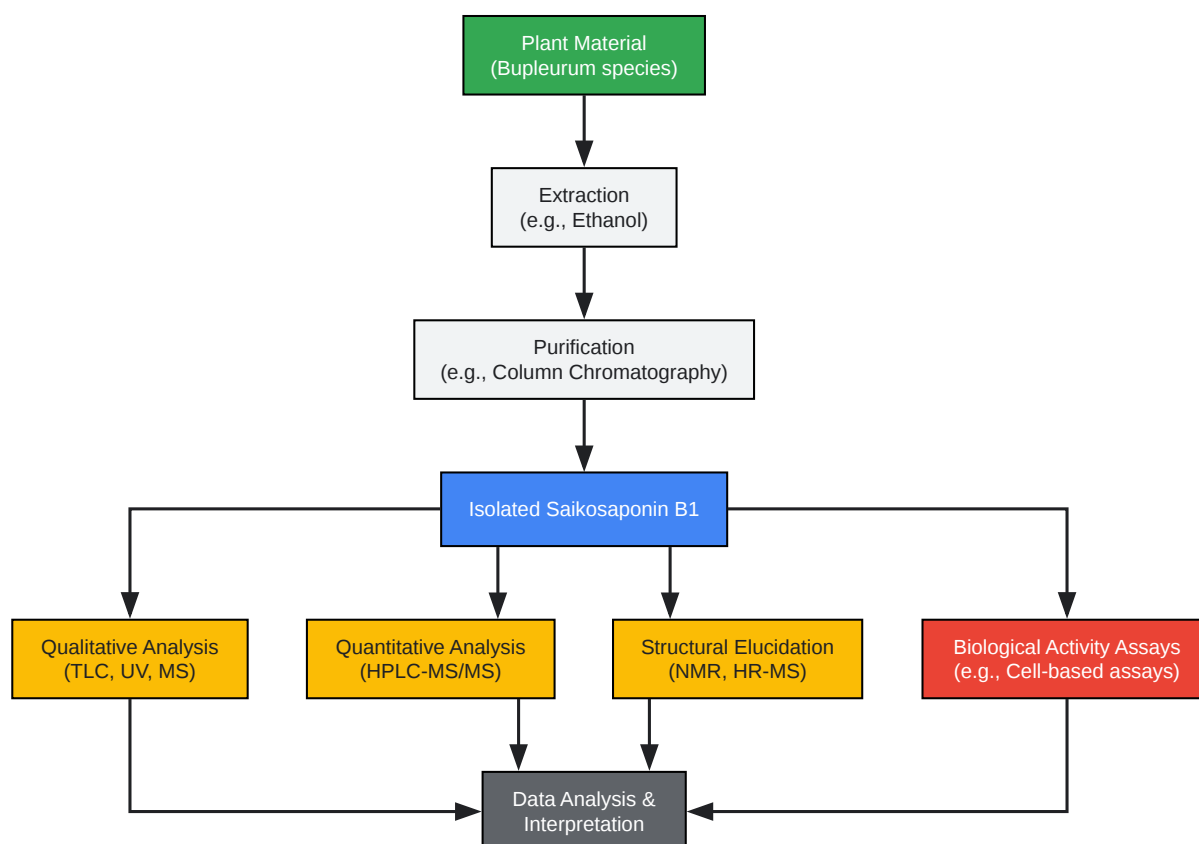 Plant Material
(Bupleurum species)
Extraction
(e.g., Ethanol)
Purification
(e.g., Column Chromatography)
Isolated Saikosaponin B1
Qualitative Analysis
(TLC, UV, MS)
Quantitative Analysis
(HPLC-MS/MS)
Structural Elucidation
(NMR, HR-MS)
Biological Activity Assays
(e.g., Cell-based assays)
Data Analysis &
Interpretation